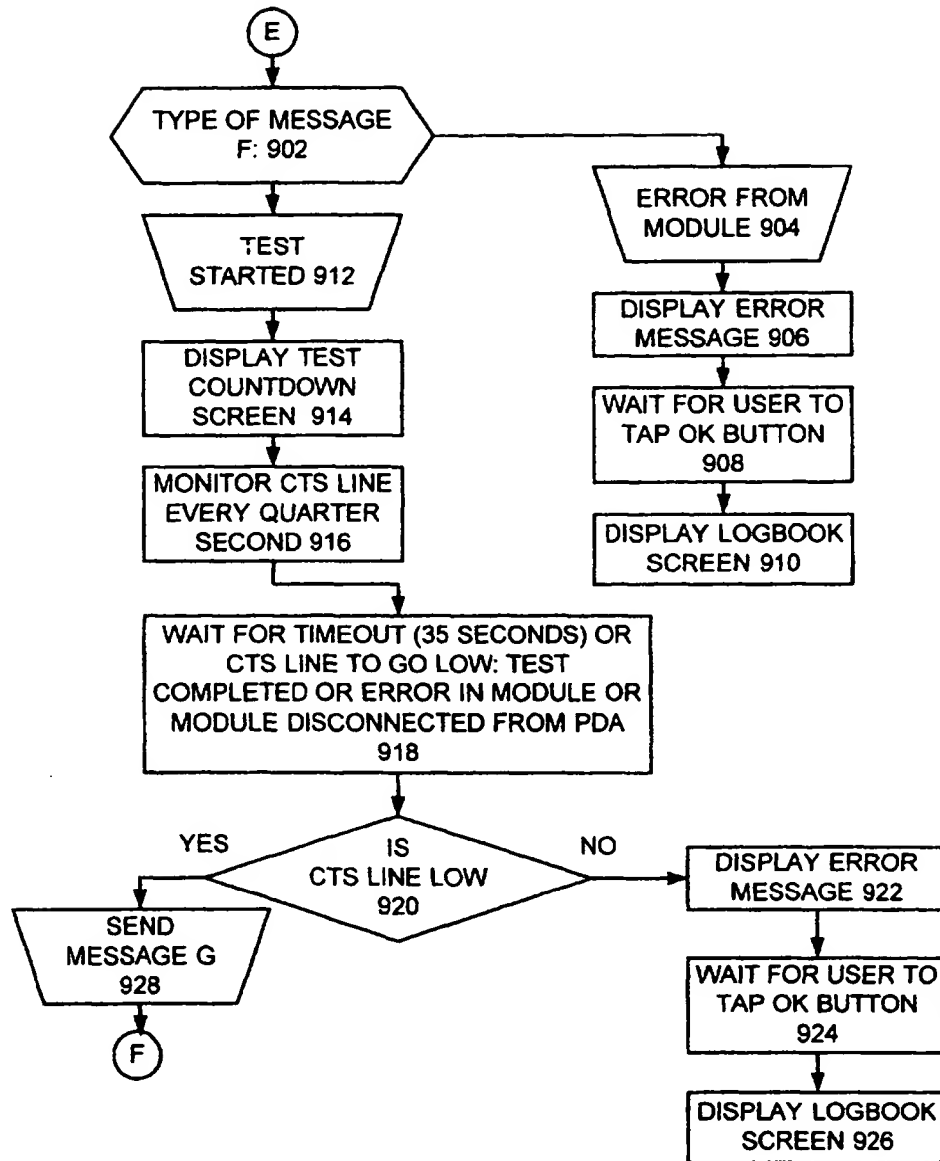 E
TYPE OF MESSAGE
F: 902
ERROR FROM
MODULE 904
TEST
STARTED 912
DISPLAY ERROR
MESSAGE 906
DISPLAY TEST
COUNTDOWN
SCREEN 914
WAIT FOR USER TO
TAP OK BUTTON
908
MONITOR CTS LINE
EVERY QUARTER
SECOND 916
DISPLAY LOGBOOK
SCREEN 910
WAIT FOR TIMEOUT (35 SECONDS) OR
CTS LINE TO GO LOW: TEST
COMPLETED OR ERROR IN MODULE OR
MODULE DISCONNECTED FROM PDA
918
YES
IS
CTS LINE LOW
920
NO
DISPLAY ERROR
MESSAGE 922
SEND
MESSAGE G
928
WAIT FOR USER TO
TAP OK BUTTON
924
F
DISPLAY LOGBOOK
SCREEN 926